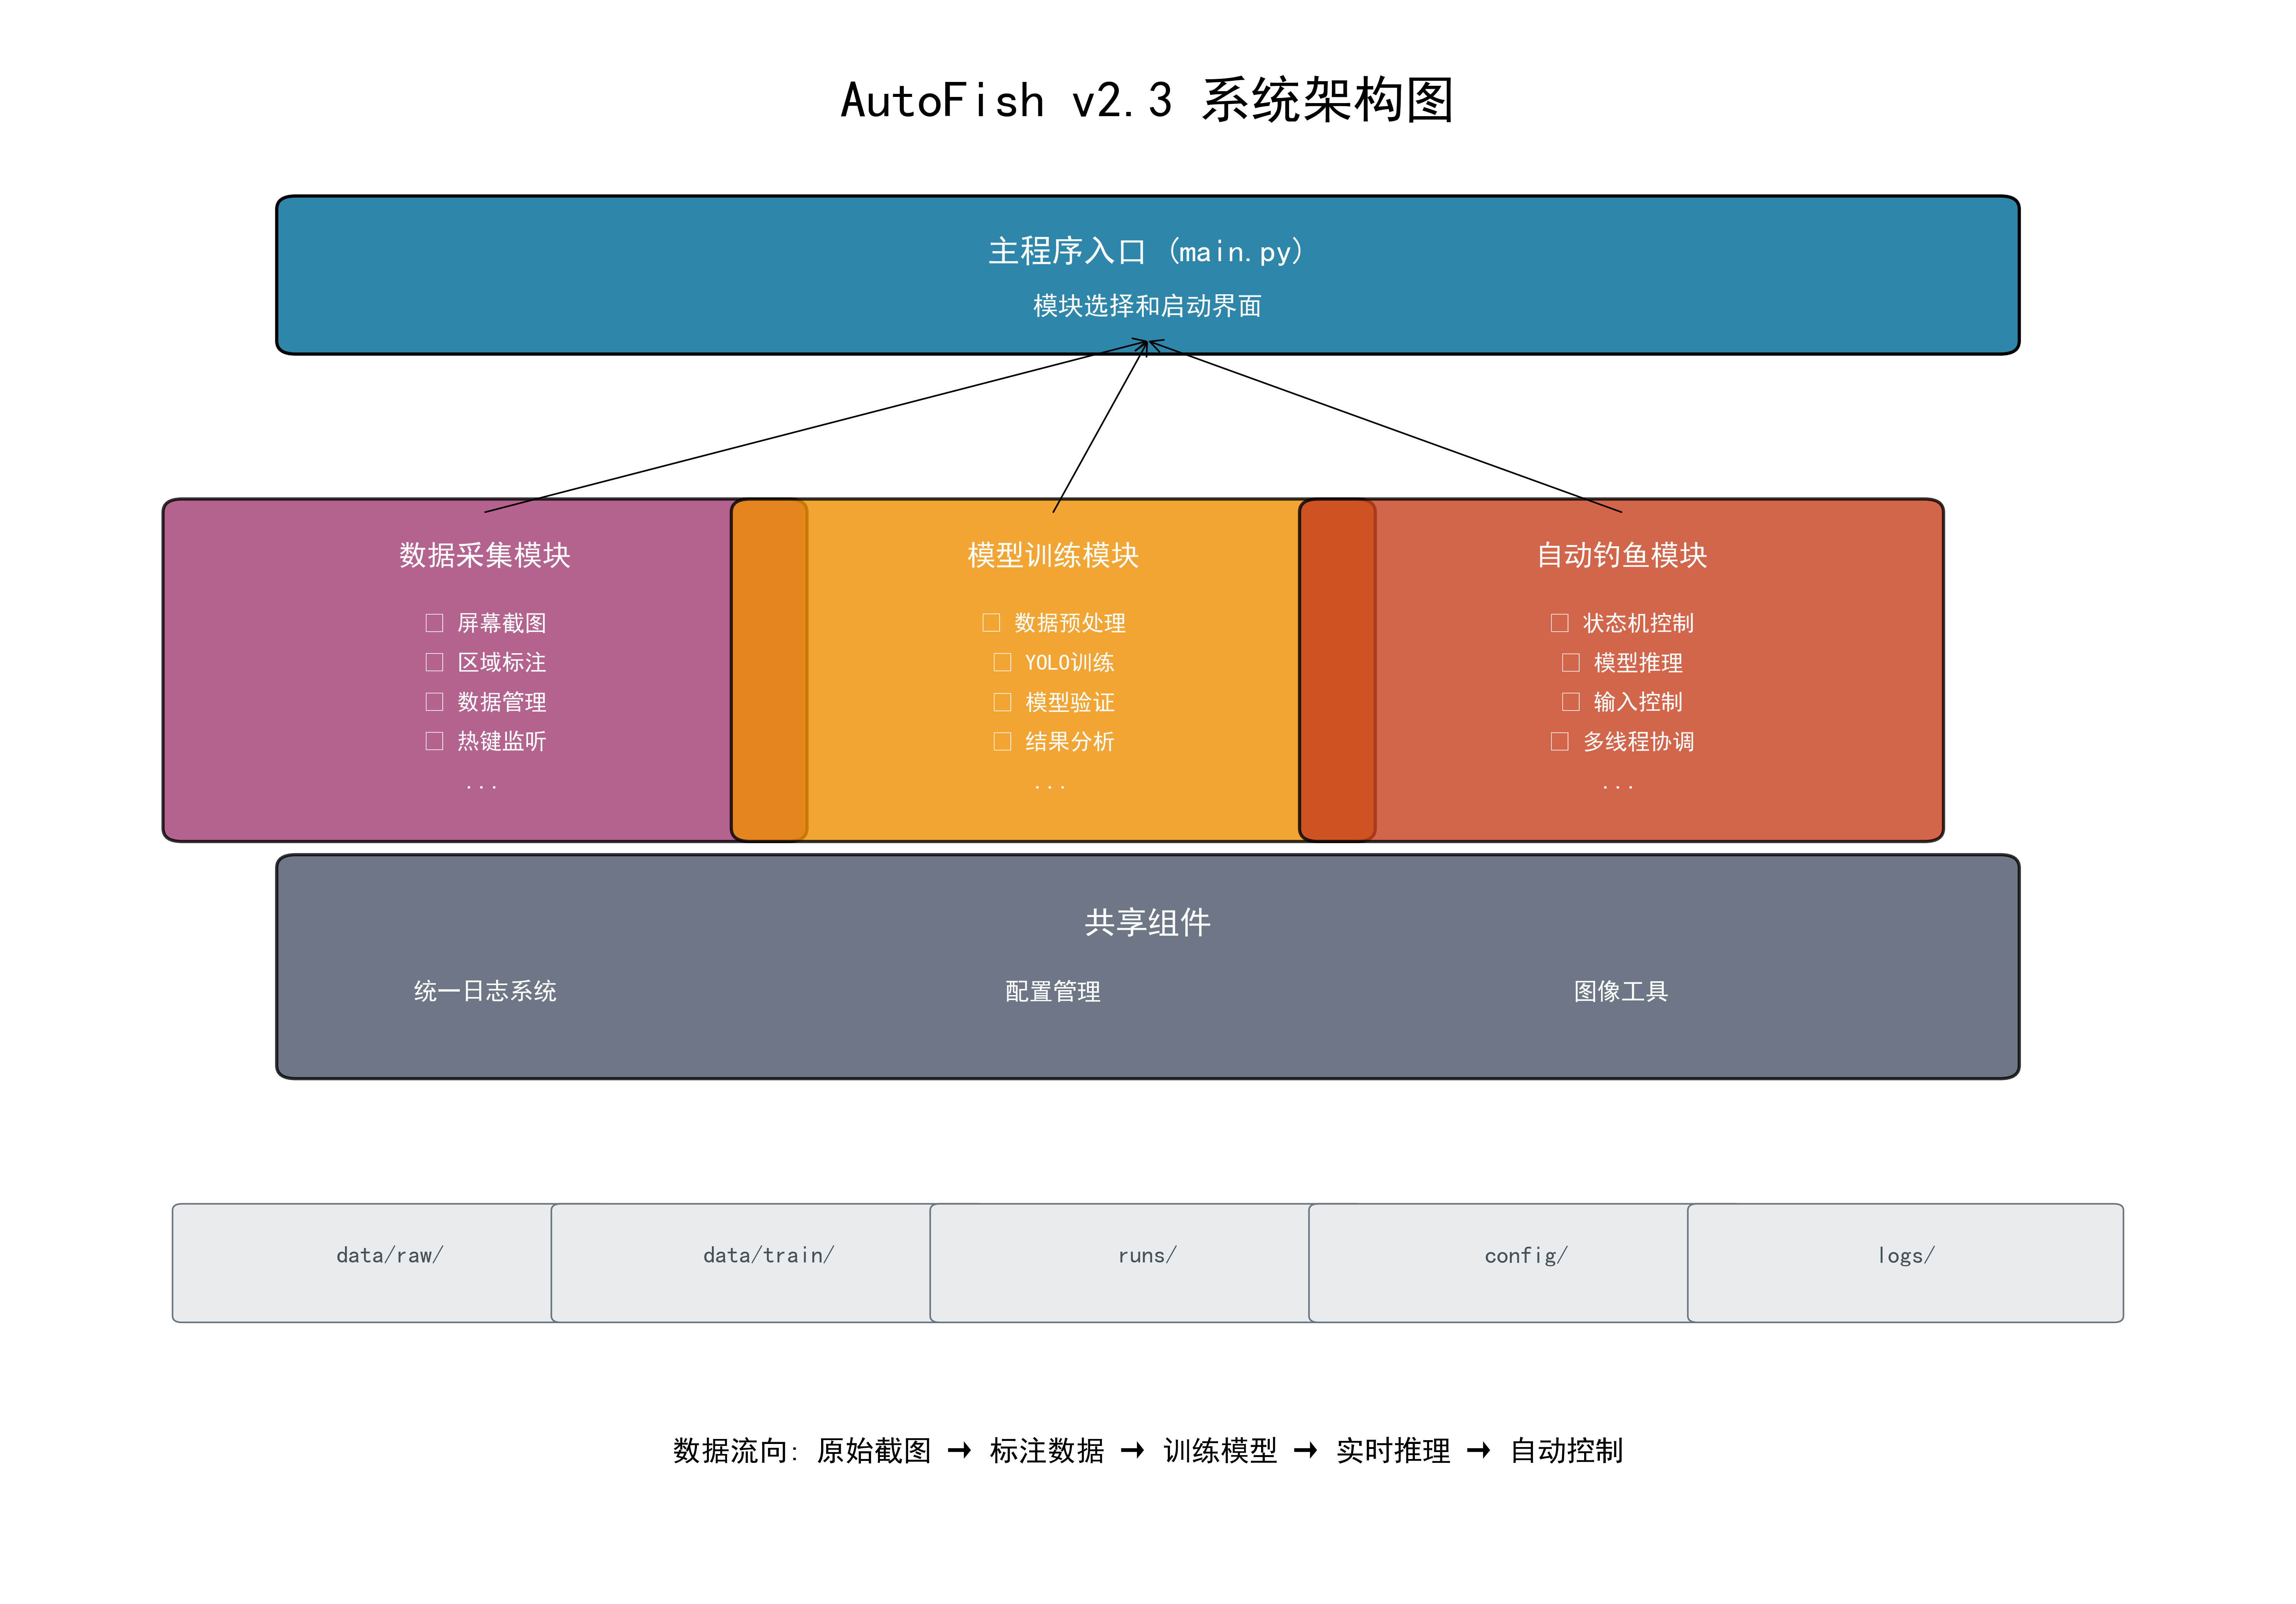 AutoFish v2.3 系统架构图
主程序入口 (main.py)
模块选择和启动界面
数据采集模块
□ 屏幕截图
□ 区域标注
□ 数据管理
□ 热键监听
...
模型训练模块
□ 数据预处理
□ YOLO训练
□ 模型验证
□ 结果分析
...
自动钓鱼模块
□ 状态机控制
□ 模型推理
□ 输入控制
□ 多线程协调
...
共享组件
统一日志系统
配置管理
图像工具
data/raw/
data/train/
runs/
config/
logs/
数据流向: 原始截图 → 标注数据 → 训练模型 → 实时推理 → 自动控制